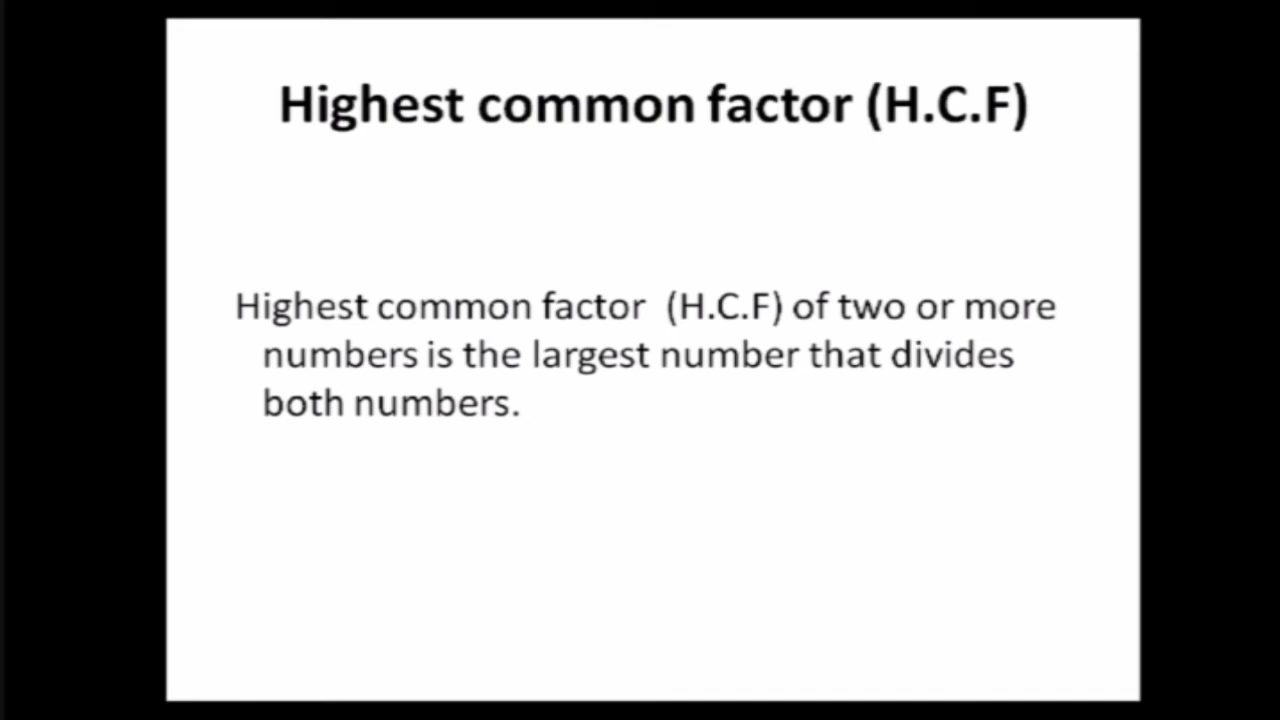 Highest common factor (H.C.F)
Highest common factor  (H.C.F) of two or more
numbers is the largest number that divides
both numbers.